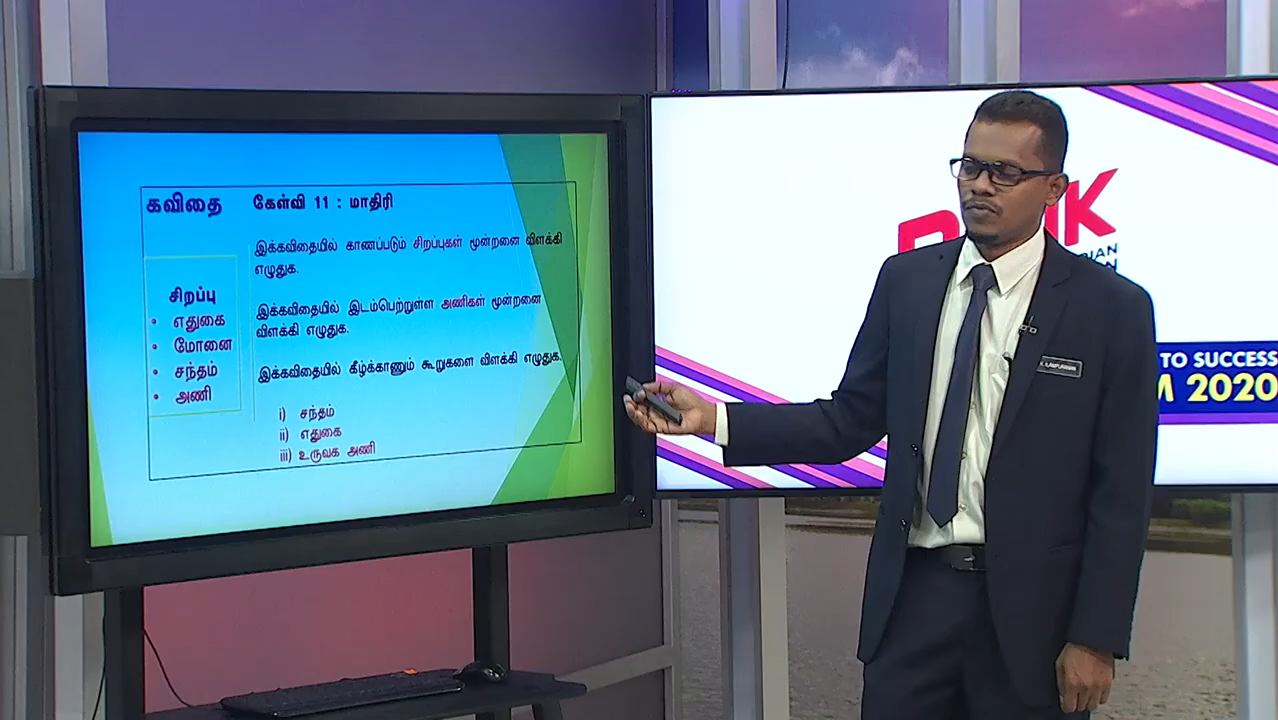 கவிதை கேள்வி 11 : மாதிரி
இக்கவிதையில் காணப்படும் சிறப்புகள் மூன்றனை விளக்கி
எழுதுக.
சிறப்பு
• எதுகை
• மோனை
• சந்தம்
• அணி
இக்கவிதையில் இடம்பெற்றுள்ள அணிகள் மூன்றனை
விளக்கி எழுதுக.
இக்கவிதையில் கீழ்க்காணும் கூறுகளை விளக்கி எழுதுக.
i) சந்தம்
ii) எதுகை
iii) உருவக அணி
TO SUCCESS
M 2020